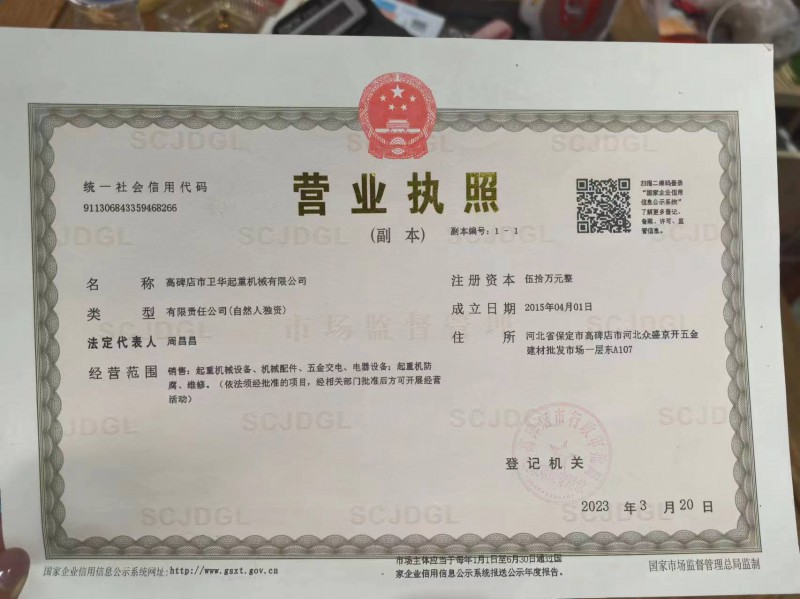 统一社会信用代码
911306843359468266
营业执照
(副 本)
副本编号：1 - 1
扫描二维码登录
“国家企业信用
信息公示系统”
了解更多登记、
备案、许可、监
管信息。
名 称 高碑店市卫华起重机械有限公司
类 型 有限责任公司(自然人独资)
法定代表人 周昌昌
经营范围 销售：起重机械设备、机械配件、五金交电、电器设备；起重机防
腐、维修。（依法须经批准的项目，经相关部门批准后方可开展经营
活动）
注册资本 伍拾万元整
成立日期 2015年04月01日
住 所 河北省保定市高碑店市河北众盛京开五金
建材批发市场一层东A107
登记机关
2023 年 3 月 20 日
国家企业信用信息公示系统网址：http://www.gsxt.gov.cn
市场主体应当于每年1月1日至6月30日通过国
家企业信用信息公示系统报送公示年度报告。
国家市场监督管理总局监制
SCJDGL
市场监督管理